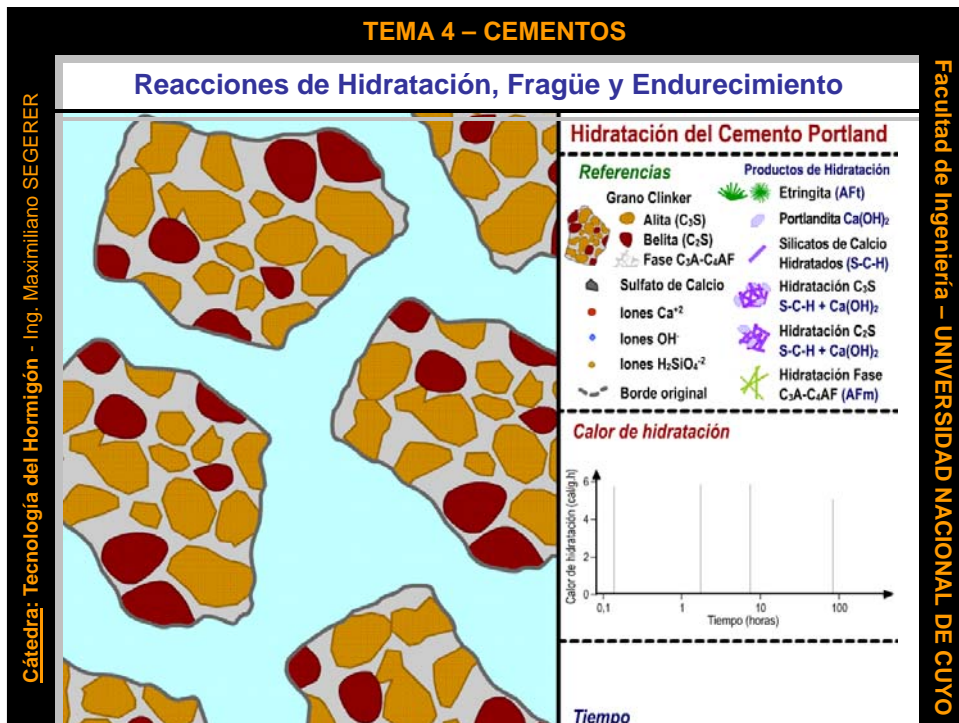 TEMA 4 – CEMENTOS
Reacciones de Hidratación, Fragüe y Endurecimiento
Cátedra: Tecnología del Hormigón - Ing. Maximiliano SEGERER
Facultad de Ingeniería – UNIVERSIDAD NACIONAL DE CUYO
Hidratación del Cemento Portland
Referencias
Grano Clinker
Alita (C₃S)
Belita (C₂S)
Fase C₃A-C₄AF
Sulfato de Calcio
Iones Ca⁺²
Iones OH⁻
Iones H₂SiO₄⁻²
Borde original
Productos de Hidratación
Etringita (AFt)
Portlandita Ca(OH)₂
Silicatos de Calcio
Hidratados (S-C-H)
Hidratación C₃S
S-C-H + Ca(OH)₂
Hidratación C₂S
S-C-H + Ca(OH)₂
Hidratación Fase
C₃A-C₄AF (AFm)
Calor de hidratación
Calor de hidratación (cal/g.h)
6
4
2
0
0,1 1 10 100
Tiempo (horas)
Tiempo